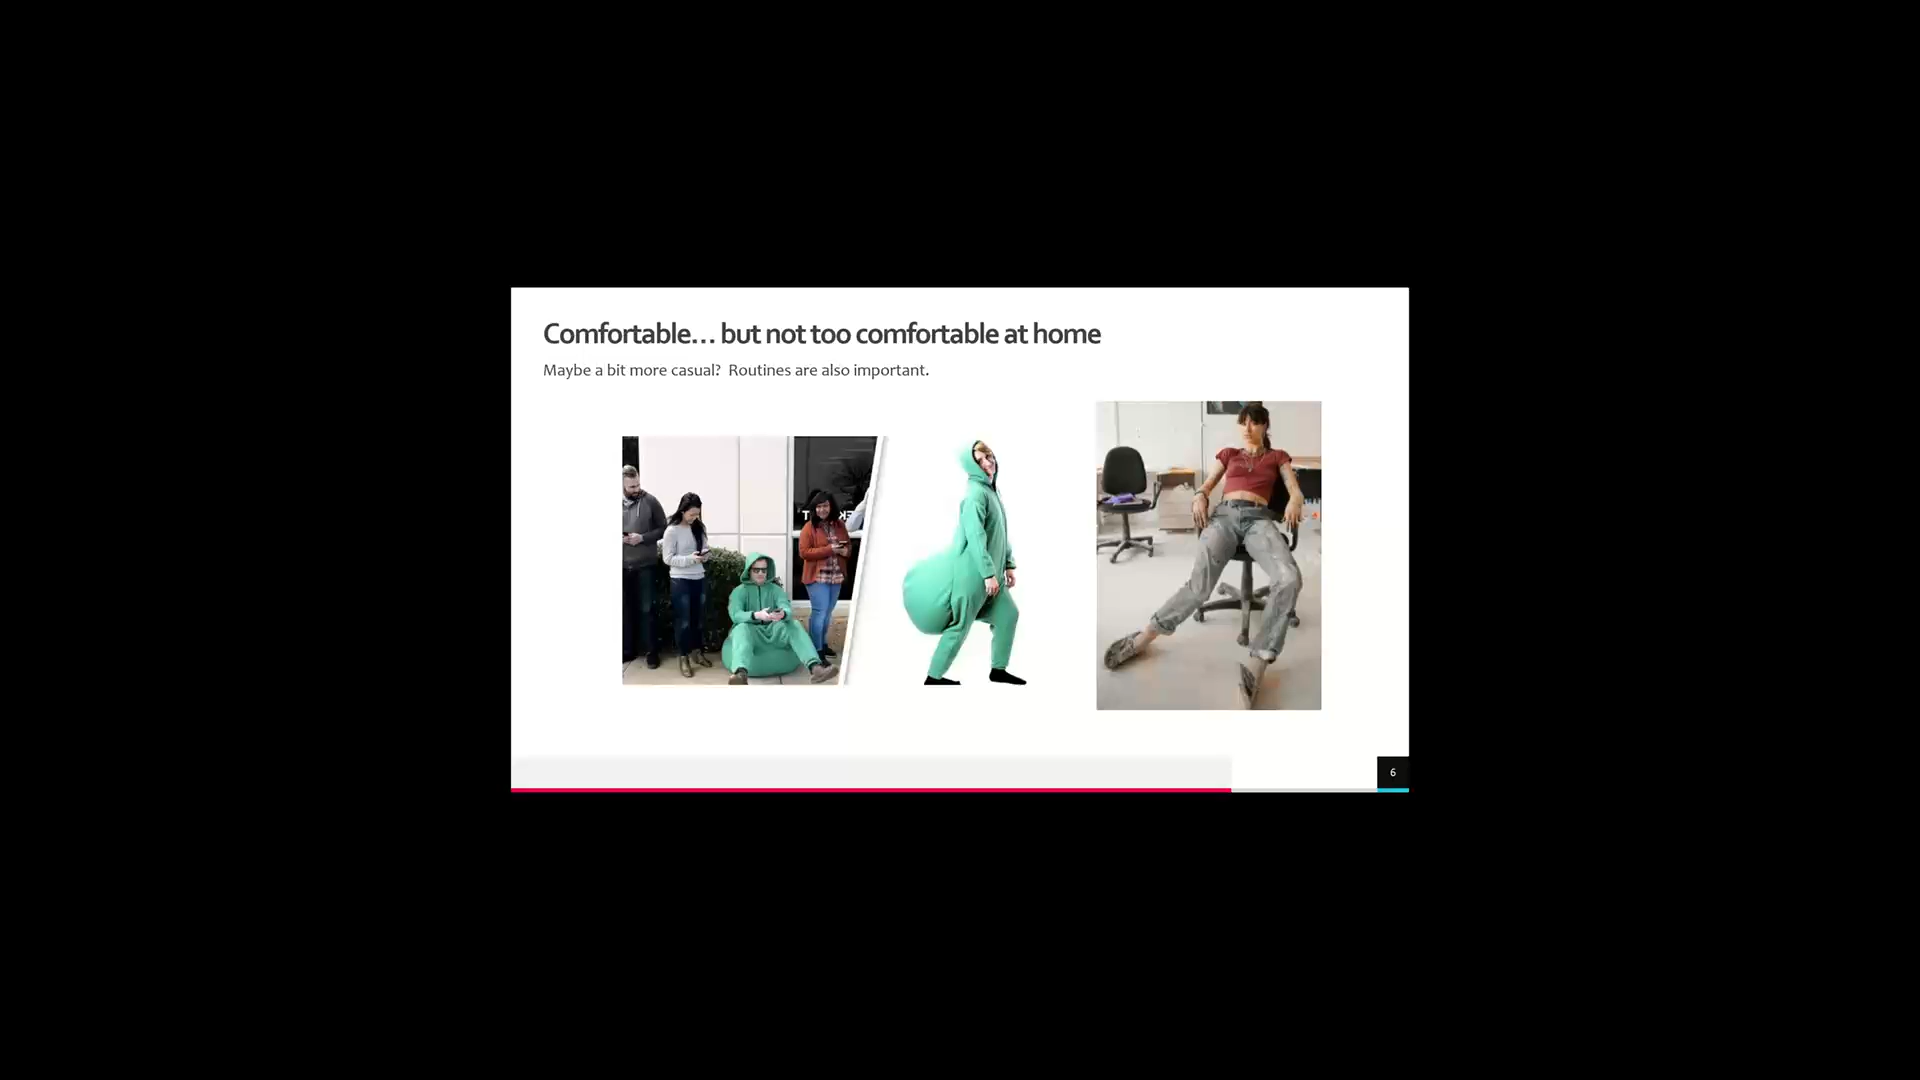 Comfortable… but not too comfortable at home
Maybe a bit more casual?  Routines are also important.
6